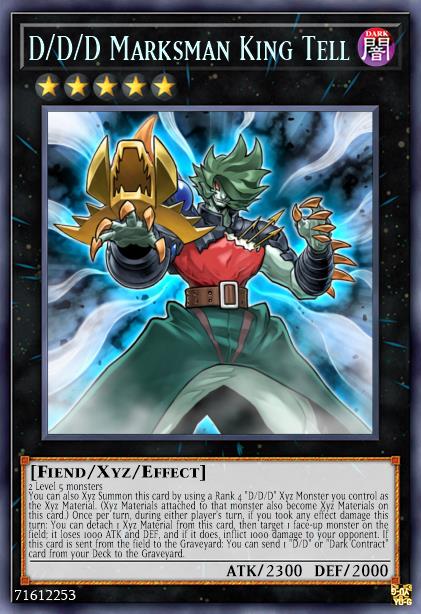 D/D/D Marksman King Tell
DARK
闇
[Fiend/Xyz/Effect]
2 Level 5 monsters
You can also Xyz Summon this card by using a Rank 4 "D/D/D" Xyz Monster you control as
the Xyz Material. (Xyz Materials attached to that monster also become Xyz Materials on
this card.) Once per turn, during either player's turn, if you took any effect damage this
turn: You can detach 1 Xyz Material from this card, then target 1 face-up monster on the
field; it loses 1000 ATK and DEF, and if it does, inflict 1000 damage to your opponent. If
this card is sent from the field to the Graveyard: You can send 1 "D/D" or "Dark Contract"
card from your Deck to the Graveyard.
ATK/2300 DEF/2000
71612253